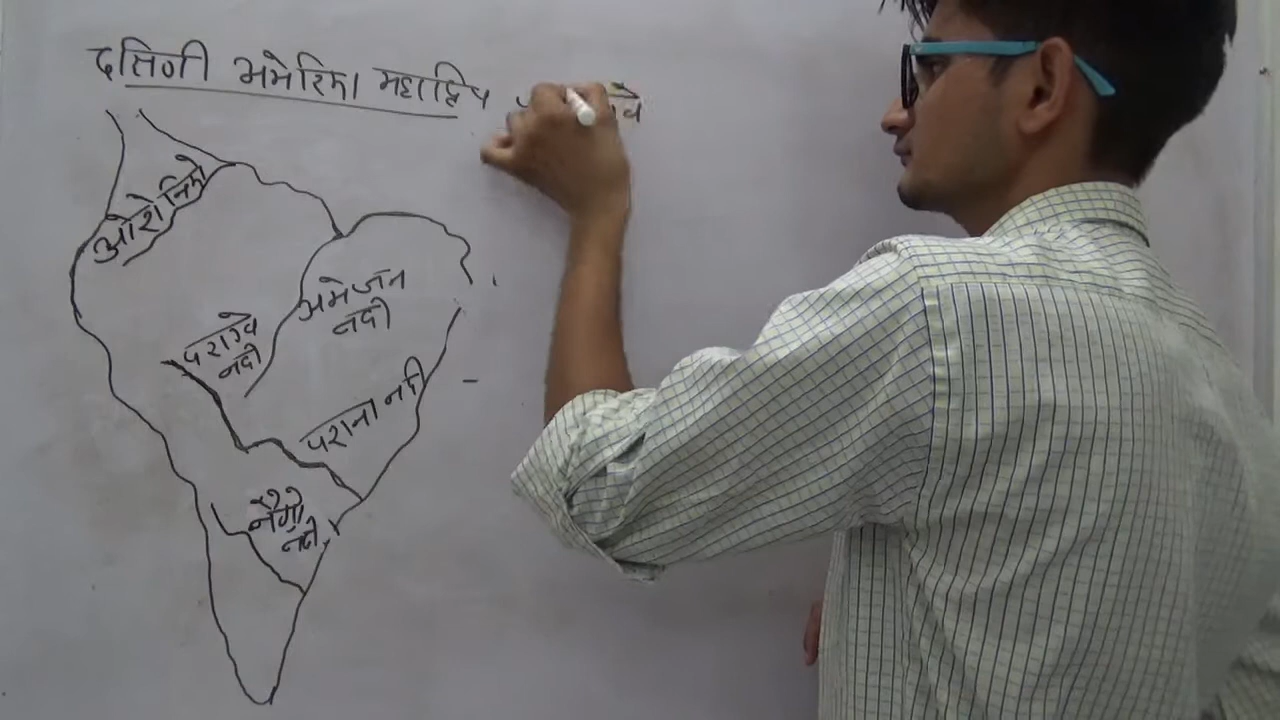 दक्षिणी अमेरिका महाद्विप
ओरो निको
अमेजन
नदी
पराग्वे
नदी
पराना नदी
नैग्रो
नदी